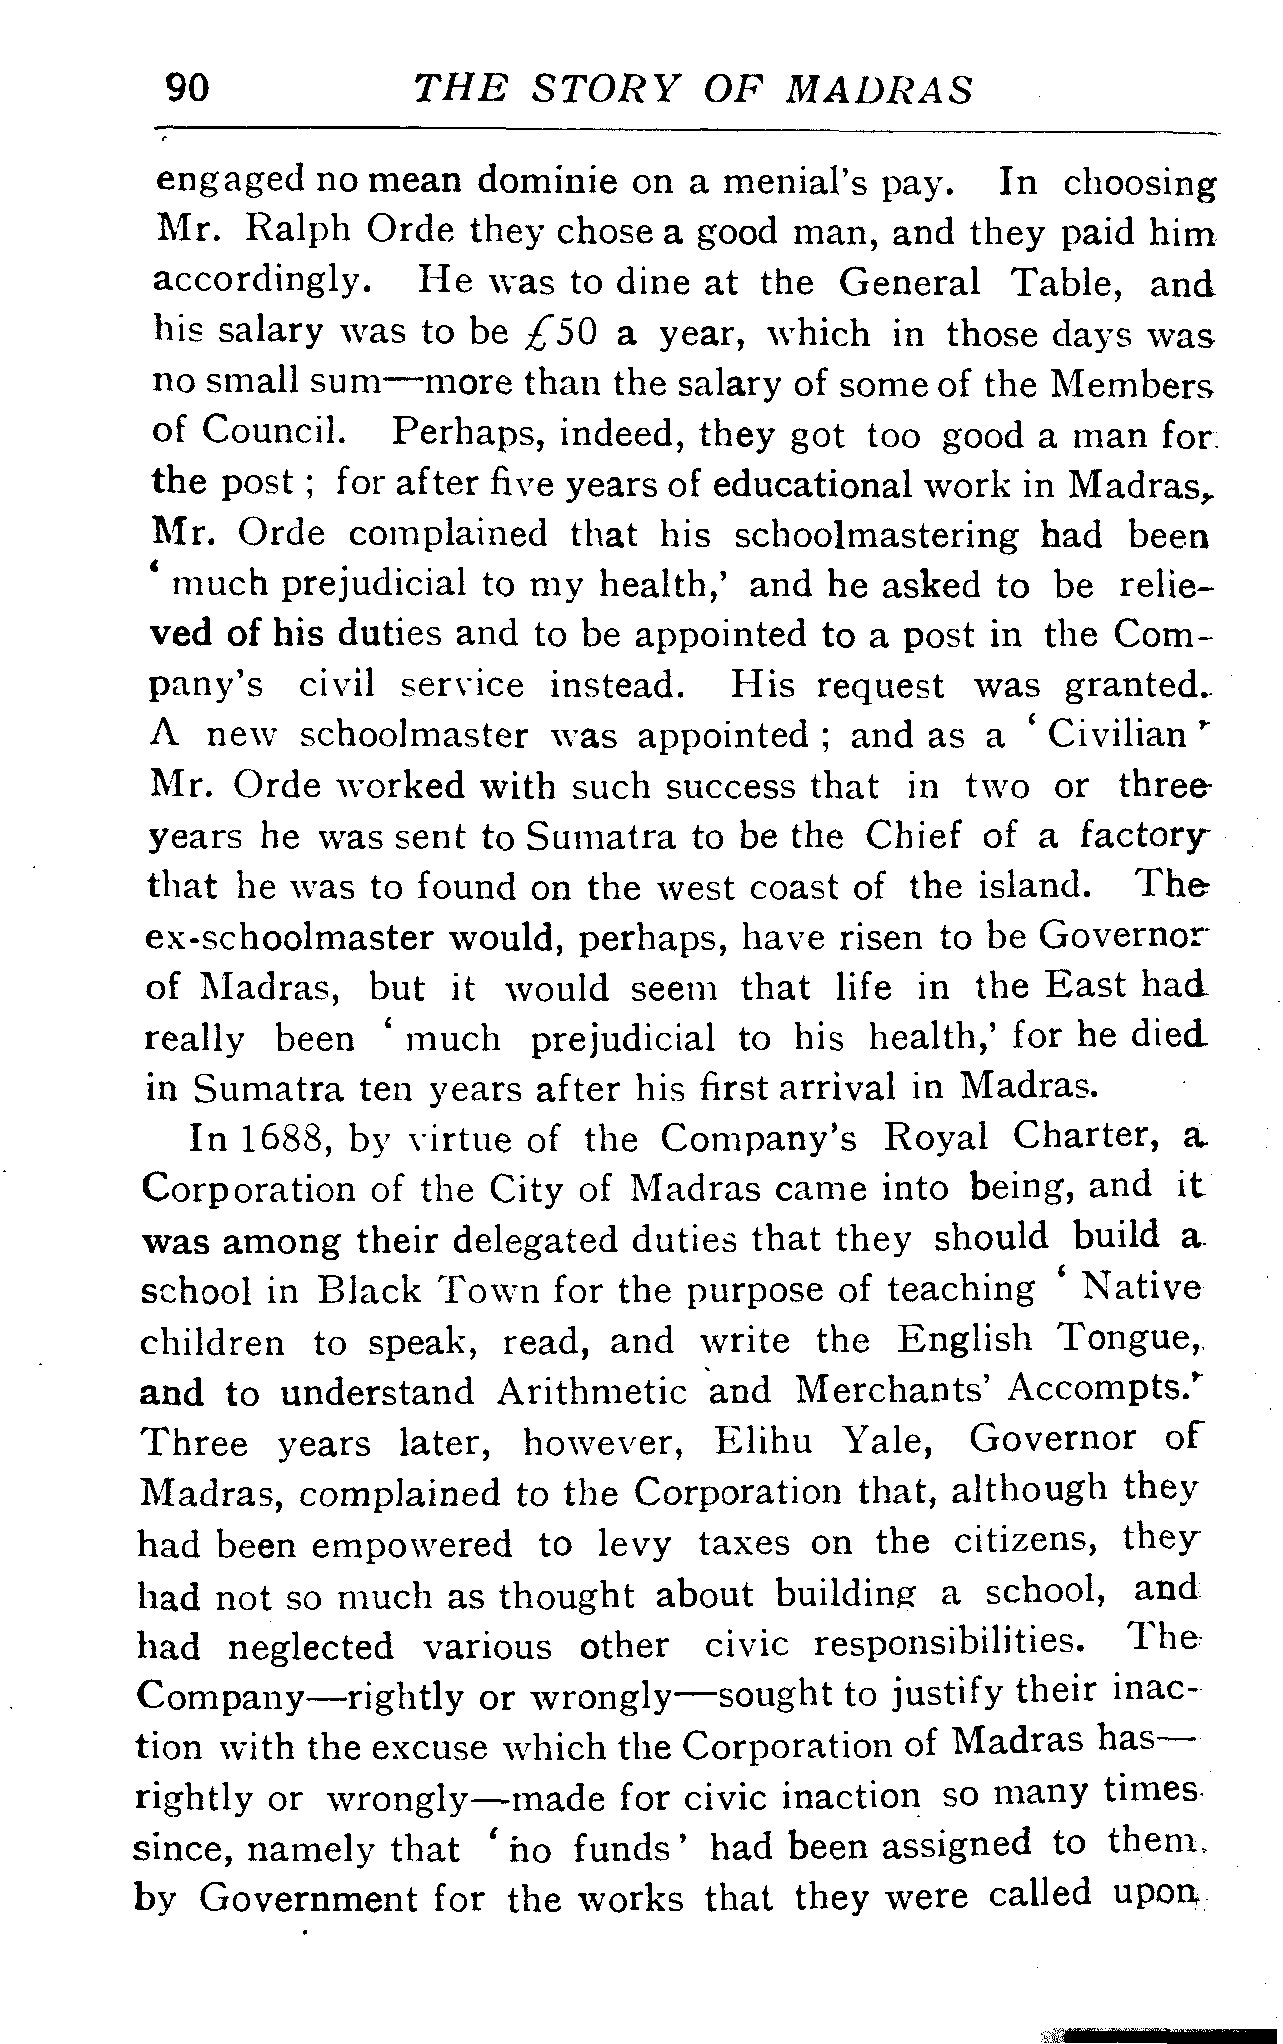 90 THE STORY OF MADRAS
engaged no mean dominie on a menial's pay. In choosing
Mr. Ralph Orde they chose a good man, and they paid him
accordingly. He was to dine at the General Table, and
his salary was to be £50 a year, which in those days was
no small sum—more than the salary of some of the Members
of Council. Perhaps, indeed, they got too good a man for
the post ; for after five years of educational work in Madras,
Mr. Orde complained that his schoolmastering had been
‘ much prejudicial to my health,’ and he asked to be relie-
ved of his duties and to be appointed to a post in the Com-
pany's civil service instead. His request was granted.
A new schoolmaster was appointed ; and as a ‘ Civilian ’
Mr. Orde worked with such success that in two or three
years he was sent to Sumatra to be the Chief of a factory
that he was to found on the west coast of the island. The
ex-schoolmaster would, perhaps, have risen to be Governor
of Madras, but it would seem that life in the East had
really been ‘ much prejudicial to his health,’ for he died
in Sumatra ten years after his first arrival in Madras.
In 1688, by virtue of the Company's Royal Charter, a
Corporation of the City of Madras came into being, and it
was among their delegated duties that they should build a
school in Black Town for the purpose of teaching ‘ Native
children to speak, read, and write the English Tongue,
and to understand Arithmetic and Merchants’ Accompts.’
Three years later, however, Elihu Yale, Governor of
Madras, complained to the Corporation that, although they
had been empowered to levy taxes on the citizens, they
had not so much as thought about building a school, and
had neglected various other civic responsibilities. The
Company—rightly or wrongly—sought to justify their inac-
tion with the excuse which the Corporation of Madras has—
rightly or wrongly—made for civic inaction so many times
since, namely that ‘ no funds ’ had been assigned to them
by Government for the works that they were called upon